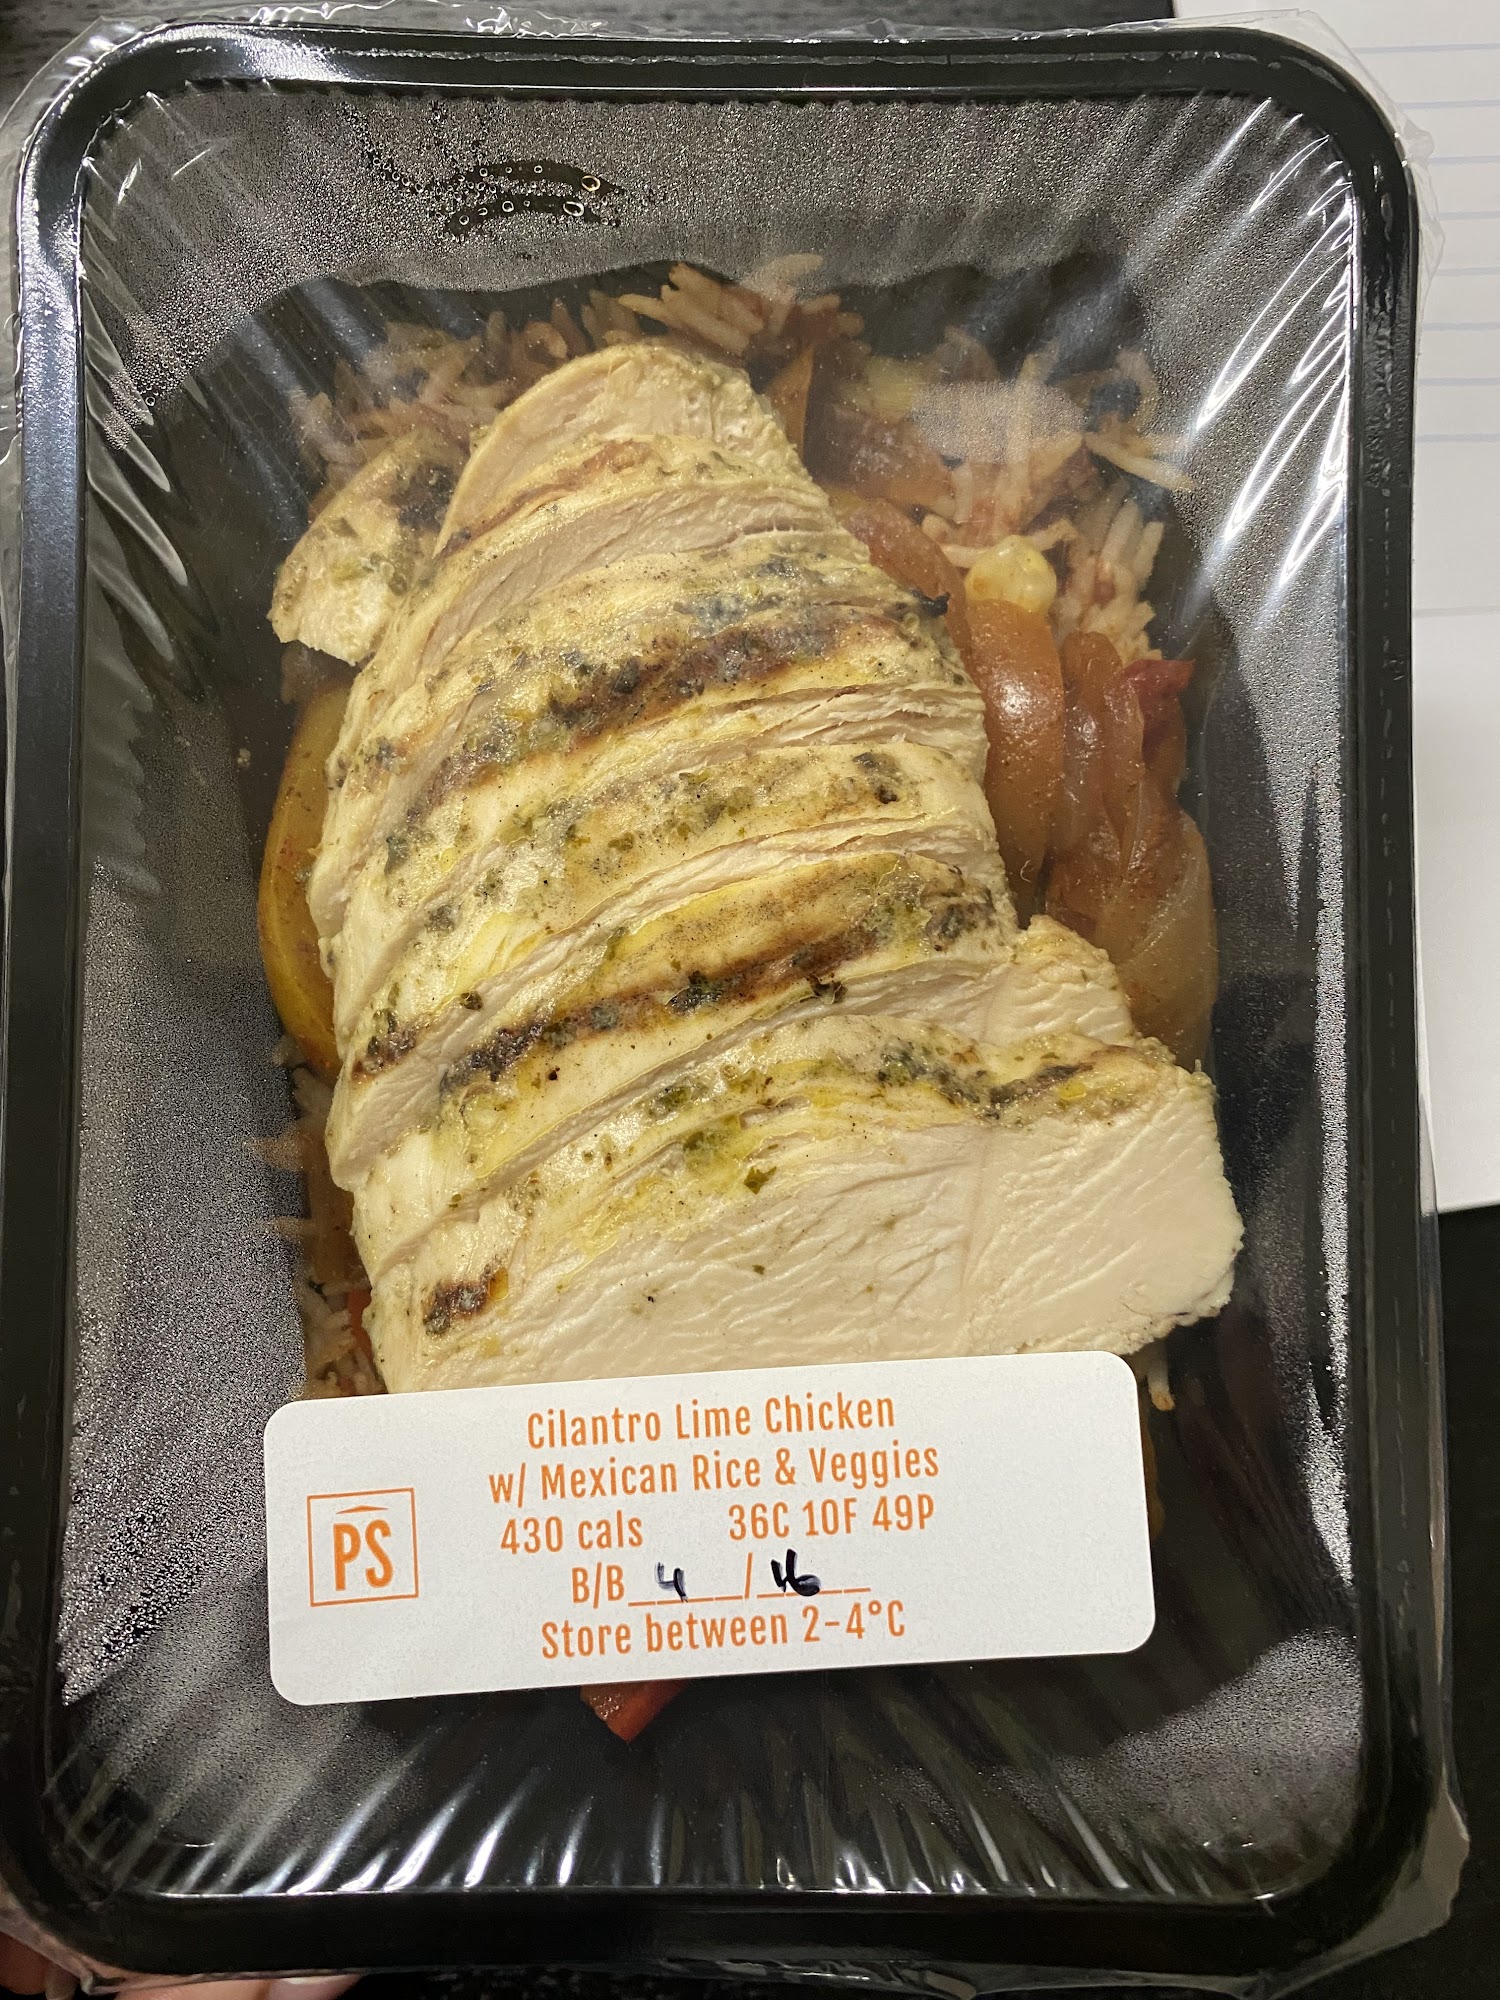 Cilantro Lime Chicken
w/ Mexican Rice & Veggies
430 cals 36C 10F 49P
PS
B/B 4 / 16
Store between 2-4°C